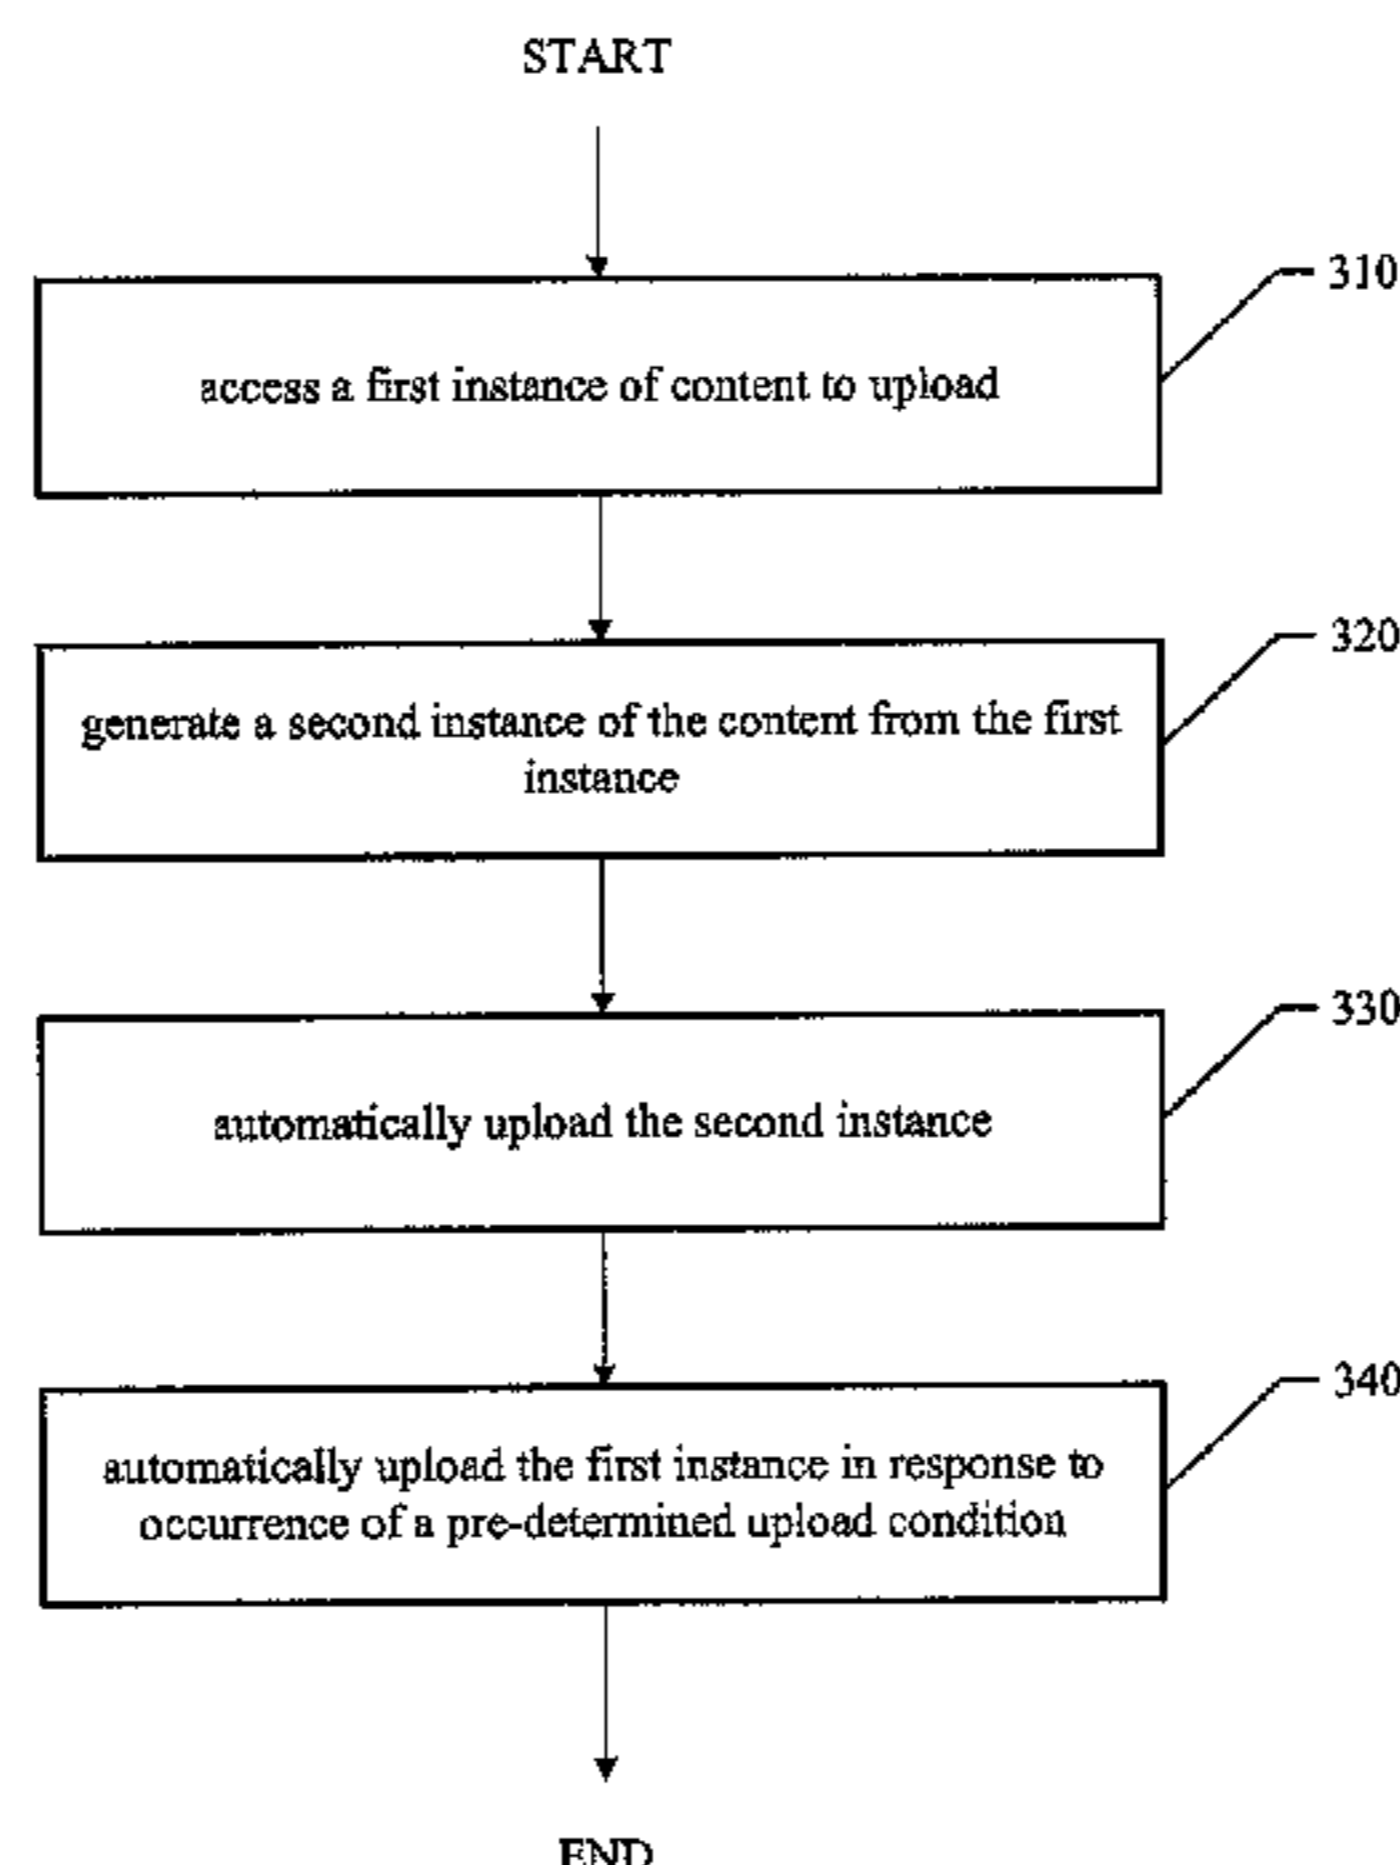 START
310
access a first instance of content to upload
320
generate a second instance of the content from the first
instance
330
automatically upload the second instance
340
automatically upload the first instance in response to
occurrence of a pre-determined upload condition
END